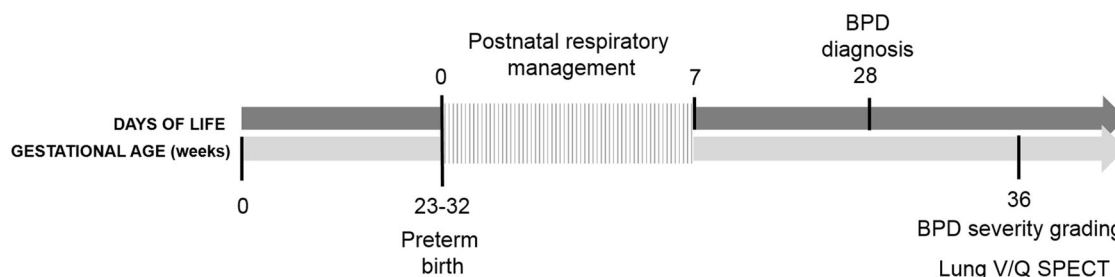 BPD
diagnosis
28
Postnatal respiratory
management
0
7
DAYS OF LIFE
GESTATIONAL AGE (weeks)
0
23-32
Preterm
birth
36
BPD severity grading
Lung V/Q SPECT